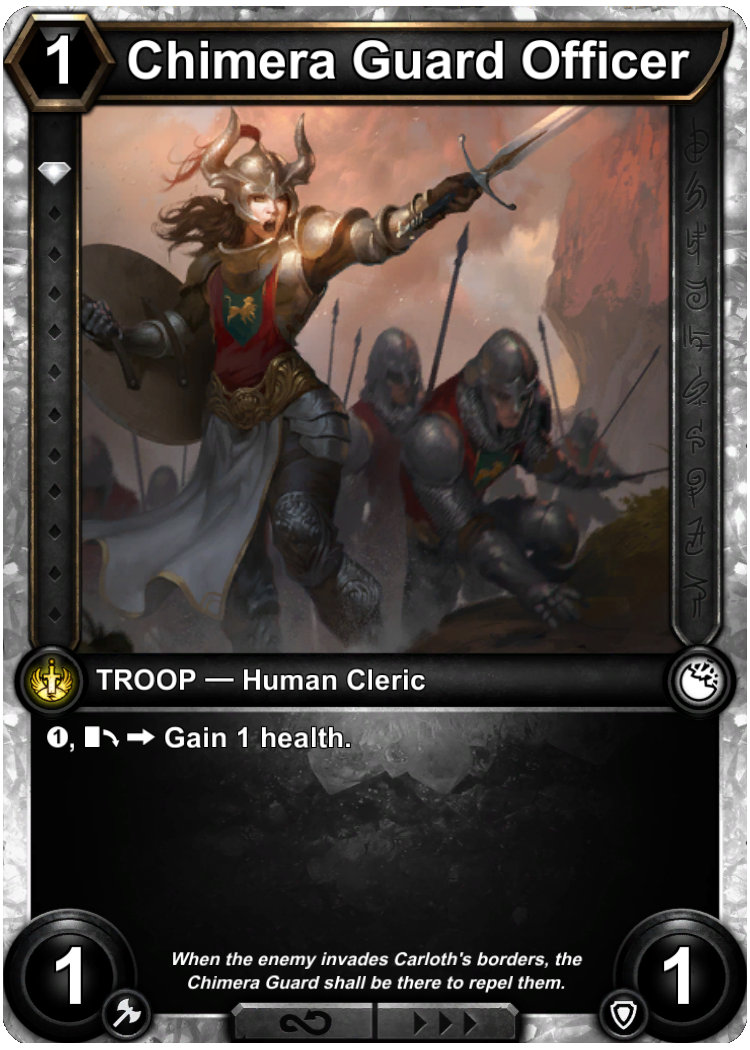 1
Chimera Guard Officer
TROOP — Human Cleric
1, ➡ Gain 1 health.
When the enemy invades Carloth's borders, the
Chimera Guard shall be there to repel them.
1
1